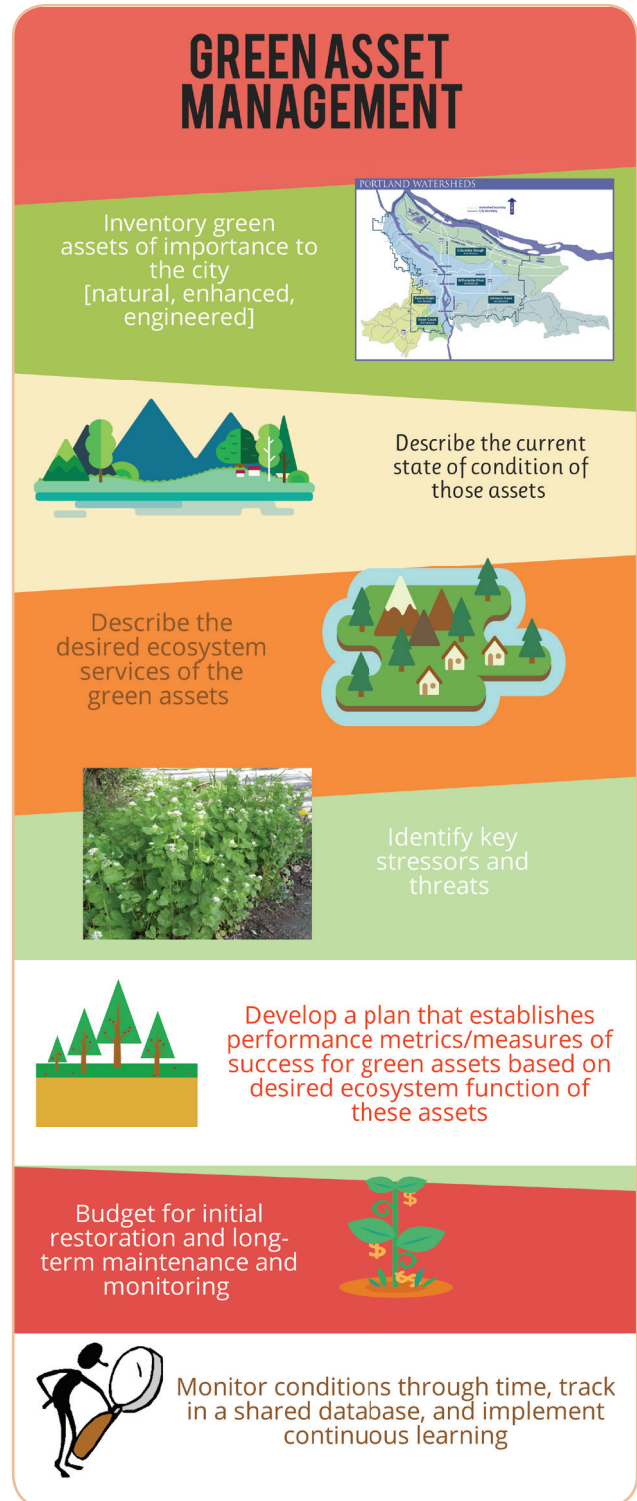 GREEN ASSET
MANAGEMENT
Inventory green
assets of importance to
the city
[natural, enhanced,
engineered]
PORTLAND WATERSHEDS
Describe the current
state of condition of
those assets
Describe the
desired ecosystem
services of the
green assets
Identify key
stressors and
threats
Develop a plan that establishes
performance metrics/measures of
success for green assets based on
desired ecosystem function of
these assets
Budget for initial
restoration and long-
term maintenance and
monitoring
$
$
$$
Monitor conditions through time, track
in a shared database, and implement
continuous learning